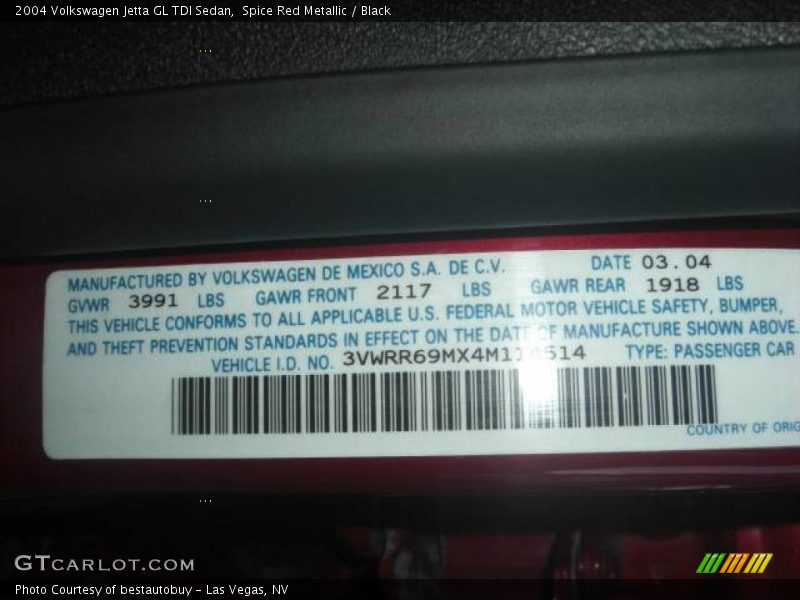 2004 Volkswagen Jetta GL TDI Sedan, Spice Red Metallic / Black
MANUFACTURED BY VOLKSWAGEN DE MEXICO S.A. DE C.V. DATE 03.04
GVWR 3991 LBS GAWR FRONT 2117 LBS GAWR REAR 1918 LBS
THIS VEHICLE CONFORMS TO ALL APPLICABLE U.S. FEDERAL MOTOR VEHICLE SAFETY, BUMPER,
AND THEFT PREVENTION STANDARDS IN EFFECT ON THE DATE OF MANUFACTURE SHOWN ABOVE.
VEHICLE I.D. NO. TYPE: PASSENGER CAR
COUNTRY OF ORIG
GTCARLOT.COM
Photo Courtesy of bestautobuy – Las Vegas, NV